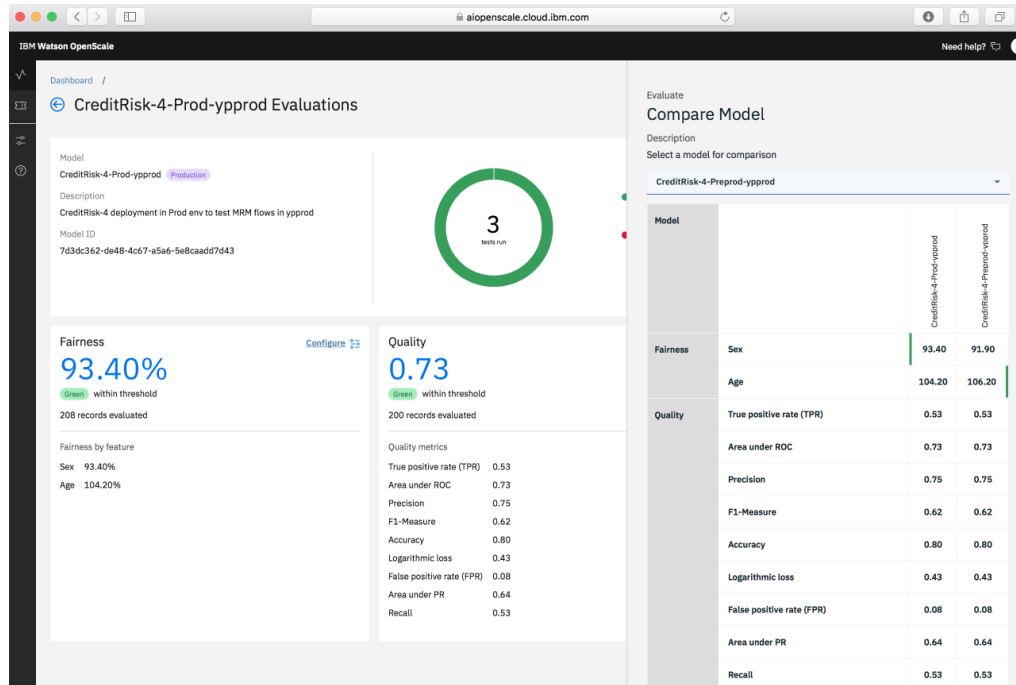 aiopenscale.cloud.ibm.com
IBM Watson OpenScale
Need help?
Dashboard /
CreditRisk-4-Prod-ypprod Evaluations
Model
CreditRisk-4-Prod-ypprod Production
Description
CreditRisk-4 deployment in Prod env to test MRM flows in ypprod
Model ID
7d3dc362-de48-4c67-a5a6-5e8caadd7d43
3
tests run
Fairness Configure
93.40%
Green within threshold
208 records evaluated
Fairness by feature
Sex 93.40%
Age 104.20%
Quality
0.73
Green within threshold
200 records evaluated
Quality metrics
True positive rate (TPR) 0.53
Area under ROC 0.73
Precision 0.75
F1-Measure 0.62
Accuracy 0.80
Logarithmic loss 0.43
False positive rate (FPR) 0.08
Area under PR 0.64
Recall 0.53
Evaluate
Compare Model
Description
Select a model for comparison
CreditRisk-4-Preprod-ypprod
Model CreditRisk-4-Prod-ypprod CreditRisk-4-Preprod-ypprod
Fairness Sex 93.40 91.90
Age 104.20 106.20
Quality True positive rate (TPR) 0.53 0.53
Area under ROC 0.73 0.73
Precision 0.75 0.75
F1-Measure 0.62 0.62
Accuracy 0.80 0.80
Logarithmic loss 0.43 0.43
False positive rate (FPR) 0.08 0.08
Area under PR 0.64 0.64
Recall 0.53 0.53